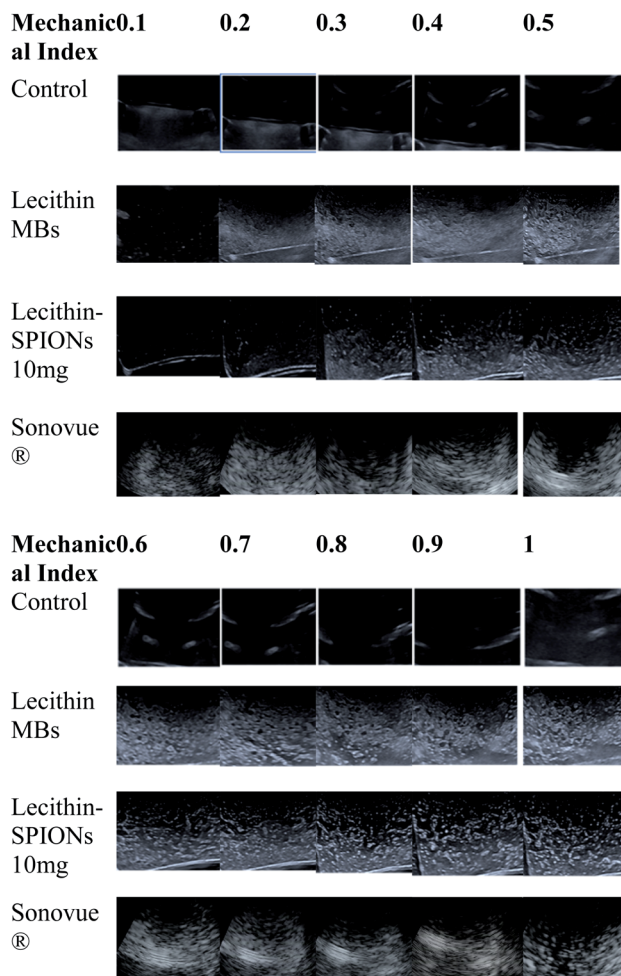 Mechanic0.1 0.2 0.3 0.4 0.5
al Index
Control
Lecithin
MBs
Lecithin-
SPIONs
10mg
Sonovue
®
Mechanic0.6 0.7 0.8 0.9 1
al Index
Control
Lecithin
MBs
Lecithin-
SPIONs
10mg
Sonovue
®